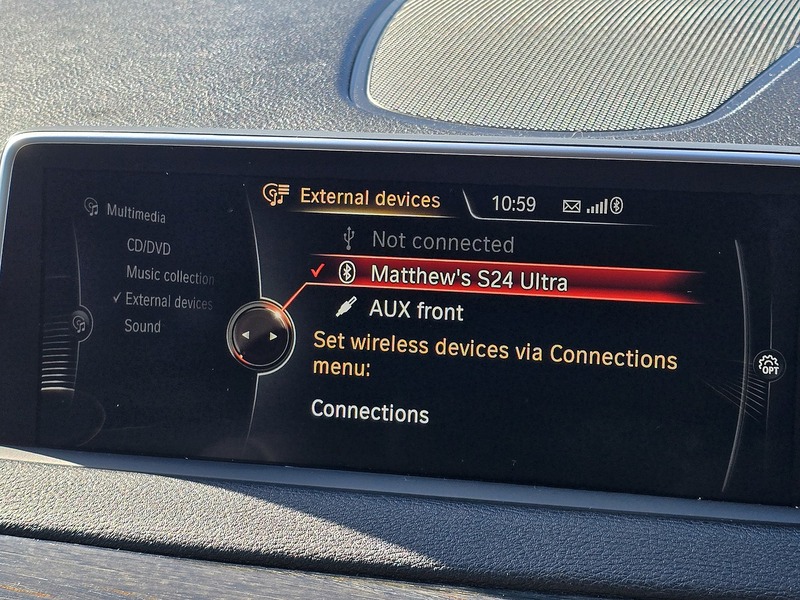 Multimedia
CD/DVD
Music collection
External devices
Sound
External devices
10:59
Not connected
Matthew's S24 Ultra
AUX front
Set wireless devices via Connections
menu:
Connections
OPT